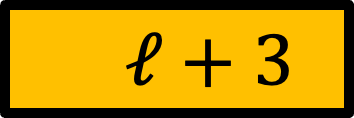 ℓ + 3